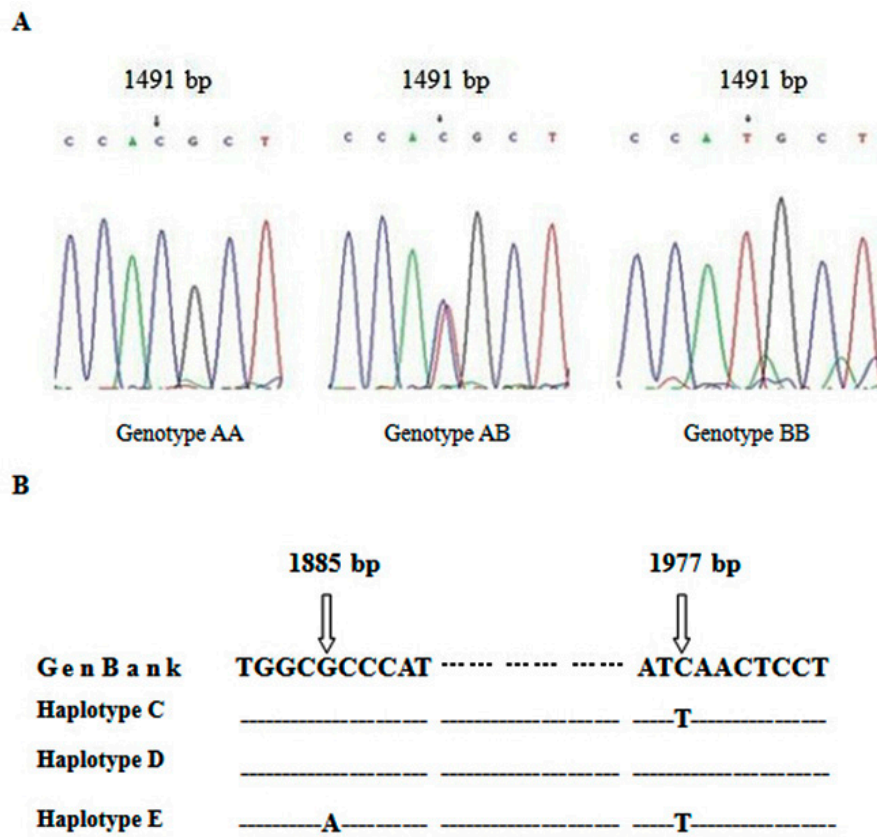 A
1491 bp 1491 bp 1491 bp
C C A C G C T C C A C G C T C C A T G C T
Genotype AA Genotype AB Genotype BB
B
1885 bp 1977 bp
GenBank TGGCGCCCAT ------ ---- ------ ATCAACTCCT
Haplotype C -------------------- -------------------- -----T---------------
Haplotype D -------------------- -------------------- ---------------------
Haplotype E ---------A---------- -------------------- -----T---------------